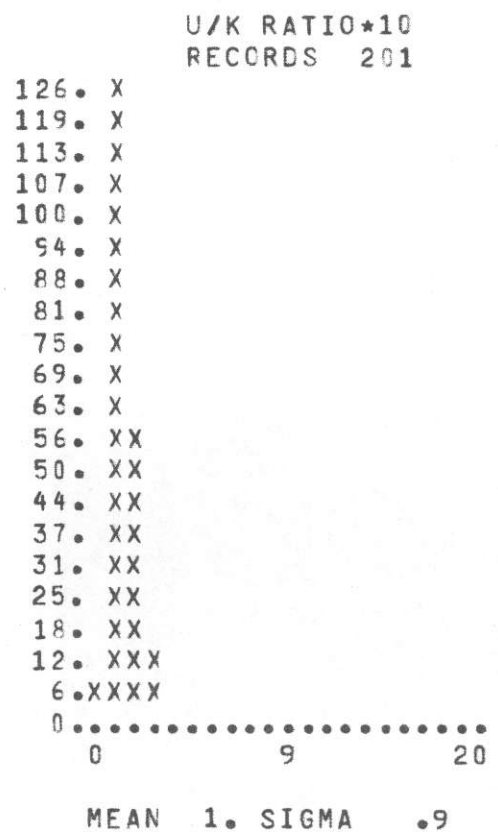 U/K RATIO*10
RECORDS 201
126. X
119. X
113. X
107. X
100. X
94. X
88. X
81. X
75. X
69. X
63. X
56. XX
50. XX
44. XX
37. XX
31. XX
25. XX
18. XX
12. XXX
6.XXXX
0......................
0 9 20
MEAN 1. SIGMA .9